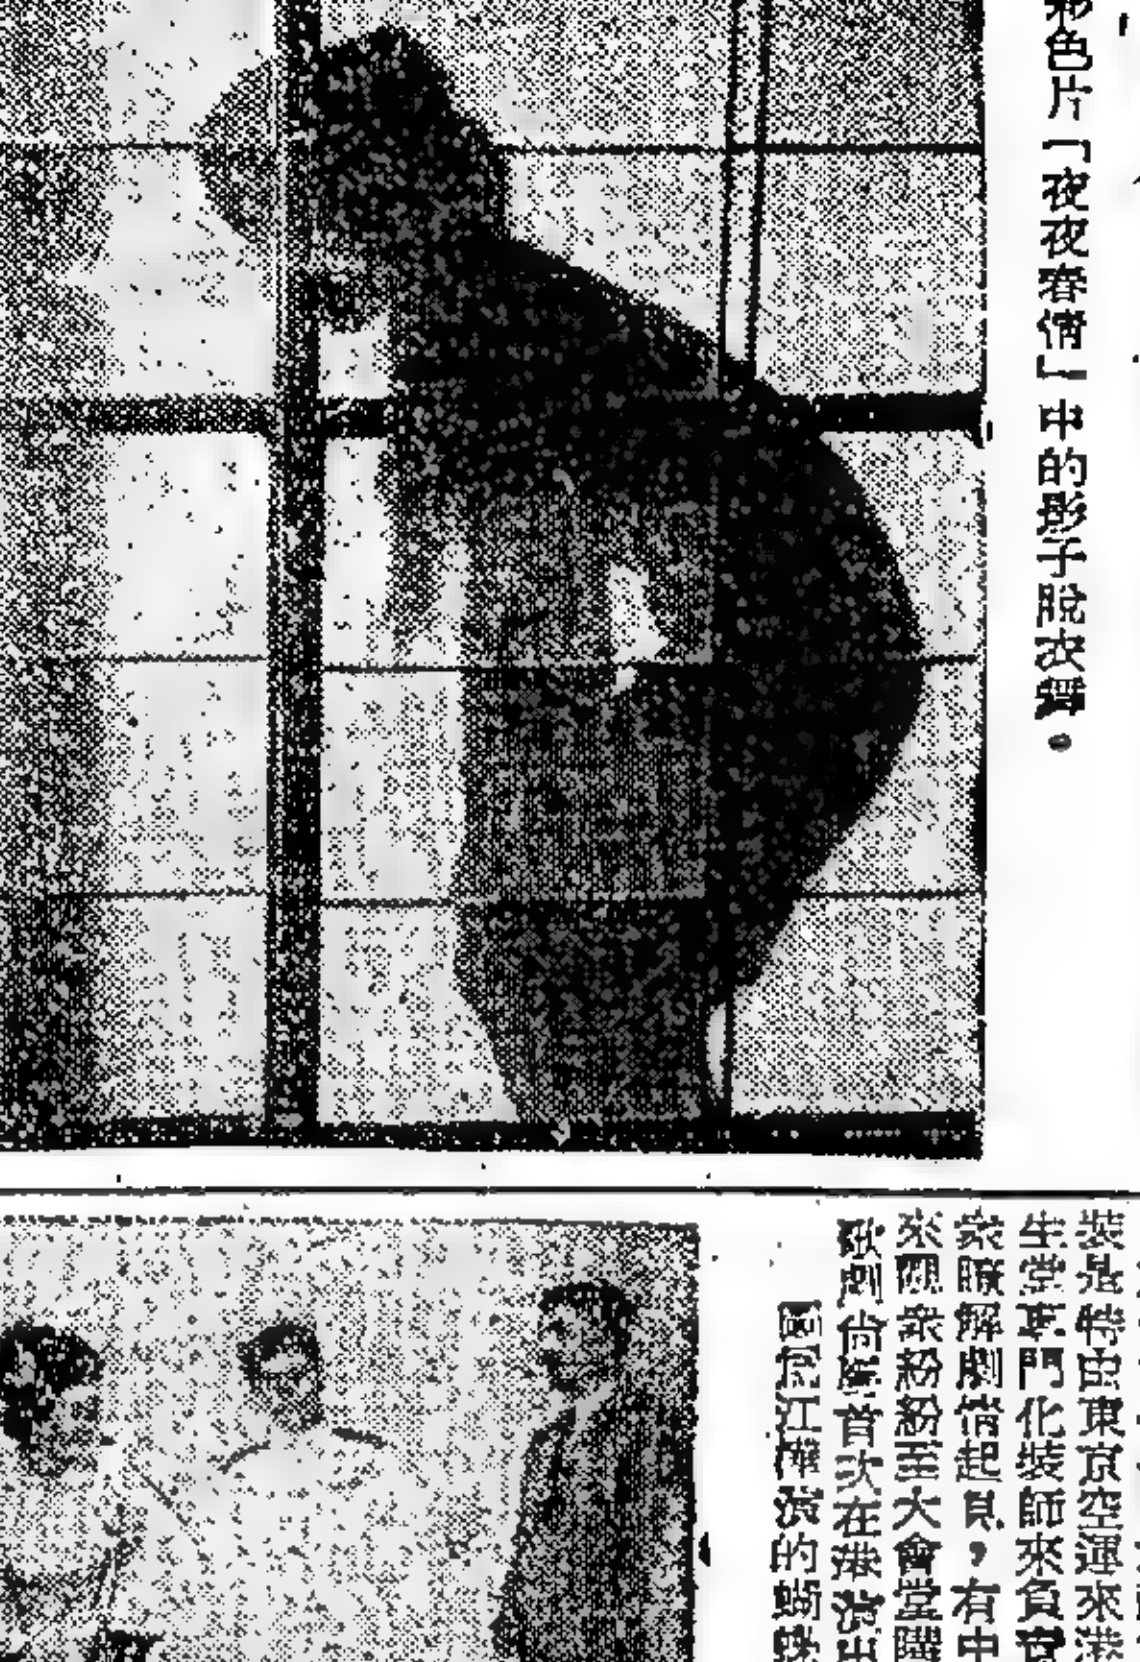 彩色片「夜夜春情」中的影子脫衣舞。
裝是特由東京空運來港
生堂專門化裝師來負責
衆瞭解劇情起見，有中
來觀衆紛紛至大會堂購
歌劇尚屬首次在港演出
江樺演的蝴蝶